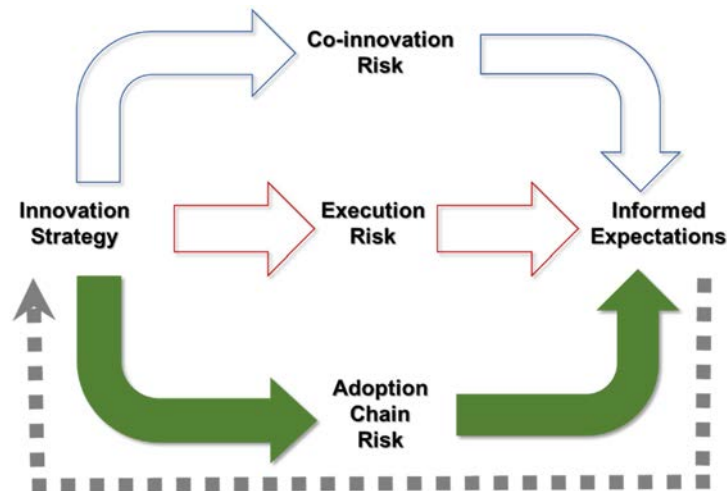 Co-innovation
Risk
Innovation
Strategy
Execution
Risk
Informed
Expectations
Adoption
Chain
Risk